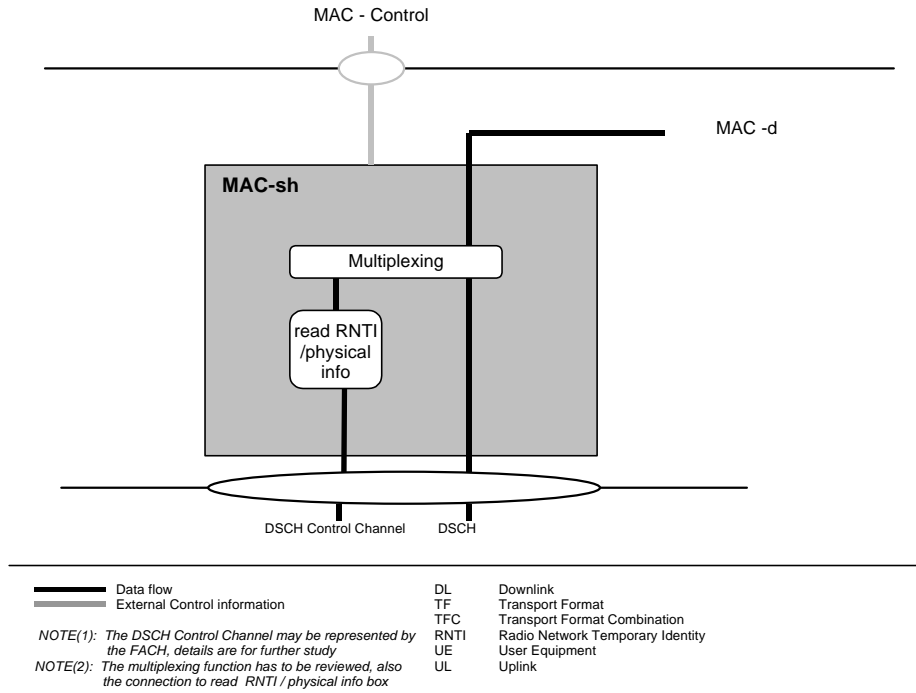 MAC - Control
MAC -d
MAC-sh
Multiplexing
read RNTI
/physical
info
DSCH Control Channel
DSCH
Data flow
External Control information
NOTE(1): The DSCH Control Channel may be represented by
the FACH, details are for further study
NOTE(2): The multiplexing function has to be reviewed, also
the connection to read RNTI / physical info box
DL Downlink
TF Transport Format
TFC Transport Format Combination
RNTI Radio Network Temporary Identity
UE User Equipment
UL Uplink